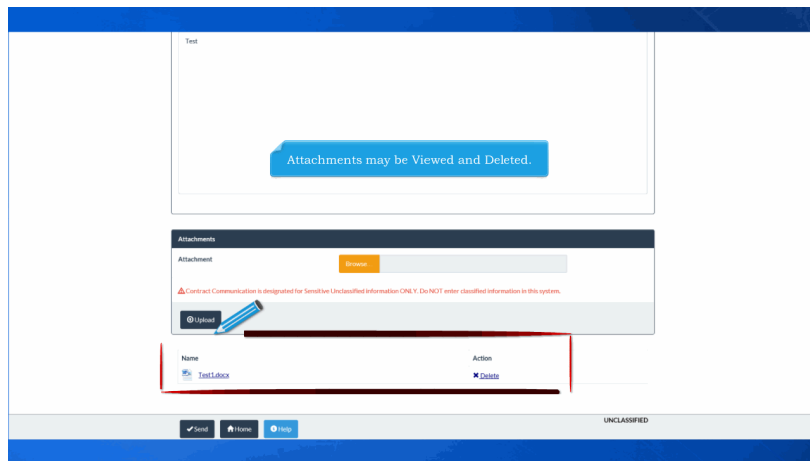 Test
Attachments may be Viewed and Deleted.
Attachments
Attachment
Browse...
Contract Communication is designated for Sensitive Unclassified information ONLY. Do NOT enter classified information in this system.
Upload
Name Action
Test1.docx Delete
UNCLASSIFIED
Send Home Help